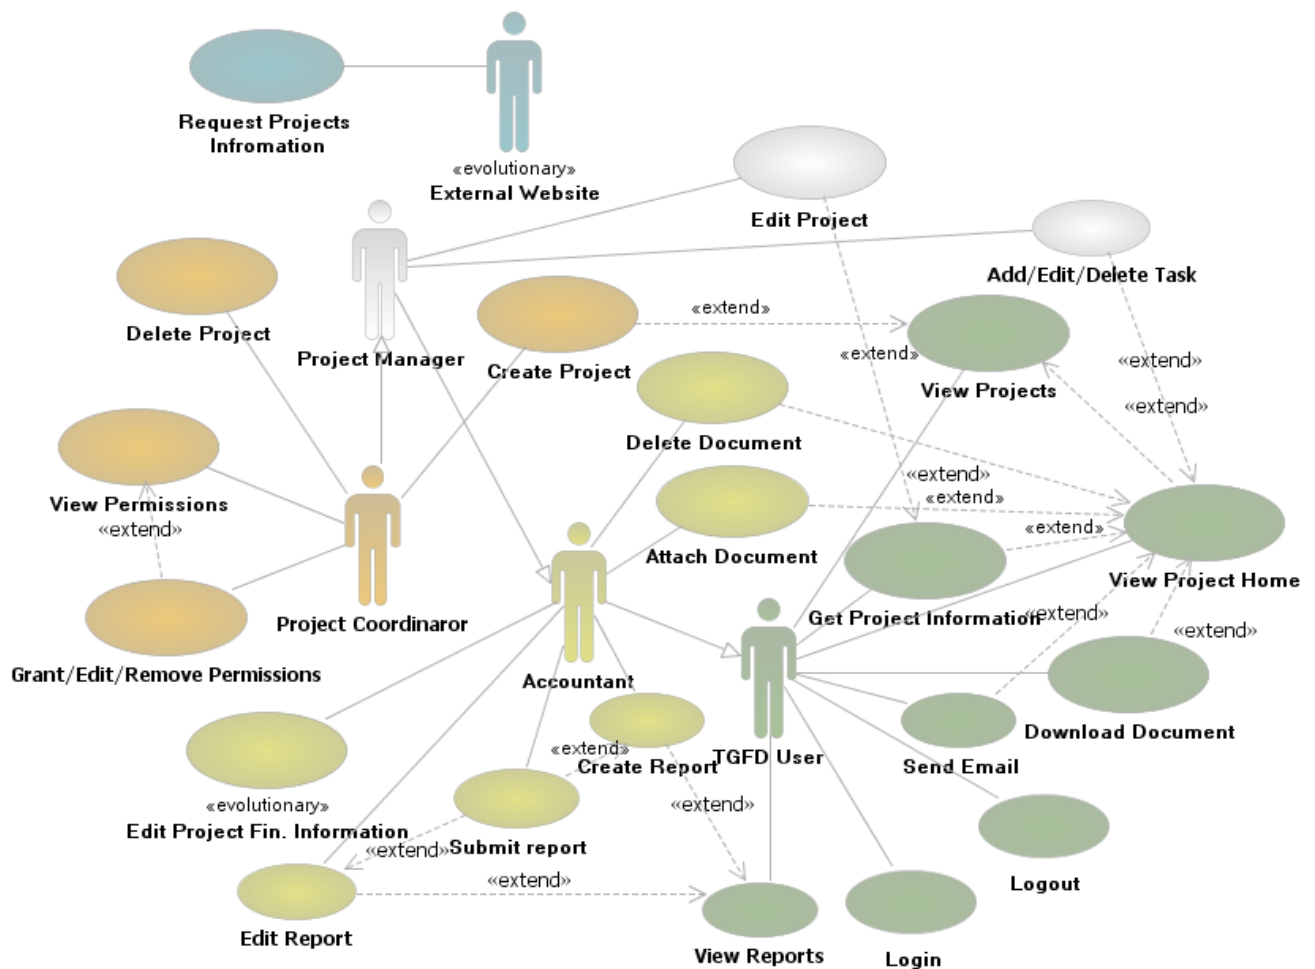 Request Projects
Infromation
«evolutionary»
External Website
Edit Project
Add/Edit/Delete Task
Delete Project
Project Manager
Create Project
«extend»
«extend»
View Projects
«extend»
«extend»
Delete Document
View Permissions
«extend»
«extend»
«extend»
«extend»
Attach Document
View Project Home
Project Coordinaror
Get Project Information
«extend»
«extend»
Grant/Edit/Remove Permissions
Accountant
Download Document
TGFD User
Send Email
«extend»
Create Report
«extend»
«evolutionary»
Edit Project Fin. Information
Submit report
«extend»
Logout
«extend»
Edit Report
View Reports
Login